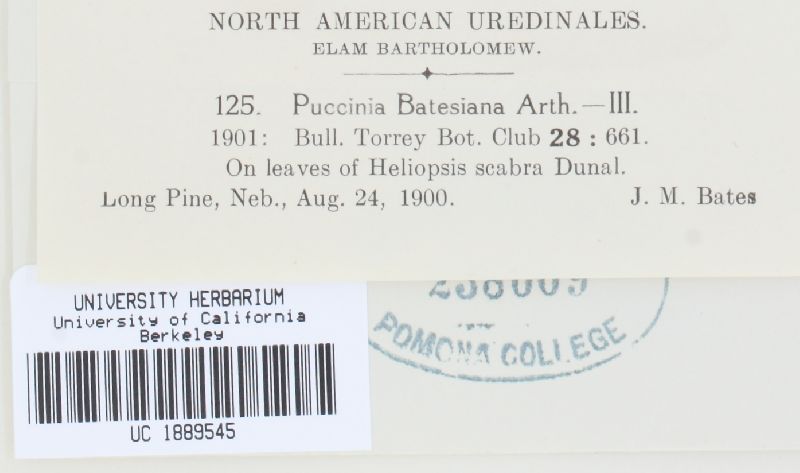 NORTH AMERICAN UREDINALES.
ELAM BARTHOLOMEW.
125. Puccinia Batesiana Arth.—III.
1901: Bull. Torrey Bot. Club 28 : 661.
On leaves of Heliopsis scabra Dunal.
Long Pine, Neb., Aug. 24, 1900. J. M. Bates
UNIVERSITY HERBARIUM
University of California
Berkeley
UC 1889545
POMONA COLLEGE